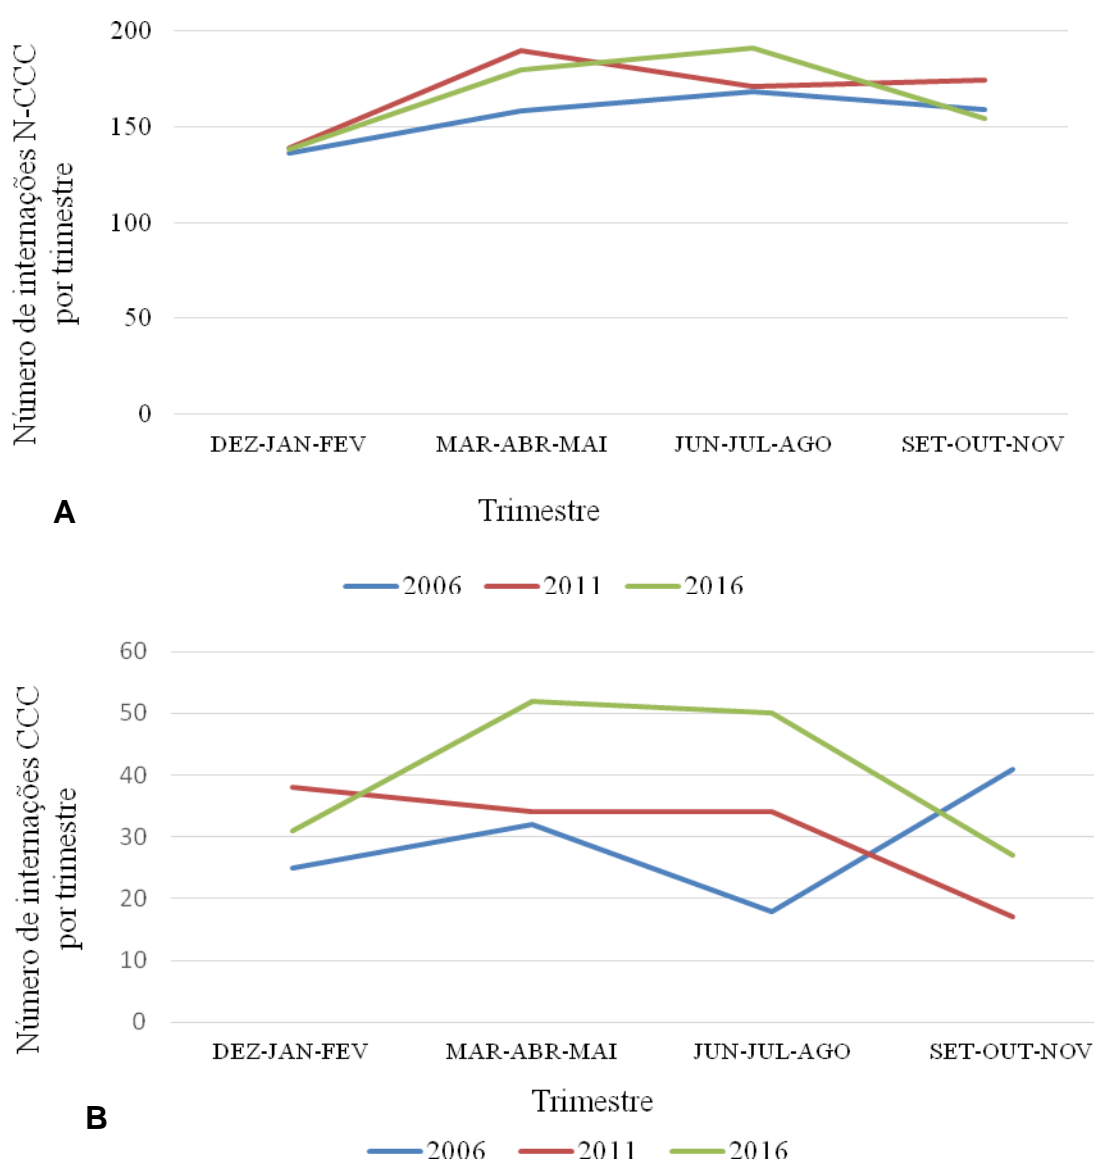 Número de internações N-CCC
por trimestre
200
150
100
50
0
DEZ-JAN-FEV MAR-ABR-MAI JUN-JUL-AGO SET-OUT-NOV
A
Trimestre
2006 2011 2016
Número de internações CCC
por trimestre
60
50
40
30
20
10
0
DEZ-JAN-FEV MAR-ABR-MAI JUN-JUL-AGO SET-OUT-NOV
Trimestre
B
2006 2011 2016